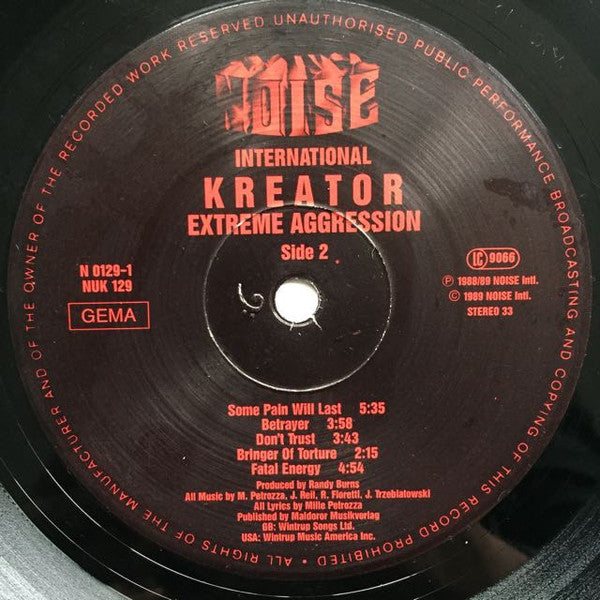 ALL RIGHTS OF THE MANUFACTURER AND OF THE OWNER OF THE RECORDED WORK RESERVED UNAUTHORISED PUBLIC PERFORMANCE BROADCASTING AND COPYING OF THIS RECORD PROHIBITED •
NOISE
INTERNATIONAL
KREATOR
EXTREME AGGRESSION
Side 2
N 0129-1
NUK 129
GEMA
LC 9066
Ⓟ 1988/89 NOISE Intl.
© 1989 NOISE Intl.
STEREO 33
Some Pain Will Last 5:35
Betrayer 3:58
Don't Trust 3:43
Bringer Of Torture 2:15
Fatal Energy 4:54
Produced by Randy Burns
All Music by M. Petrozza, J. Reil, R. Fioretti, J. Trzebiatowski
All Lyrics by Mille Petrozza
Published by Maldoror Musikverlag
GB: Wintrup Songs Ltd.
USA: Wintrup Music America Inc.